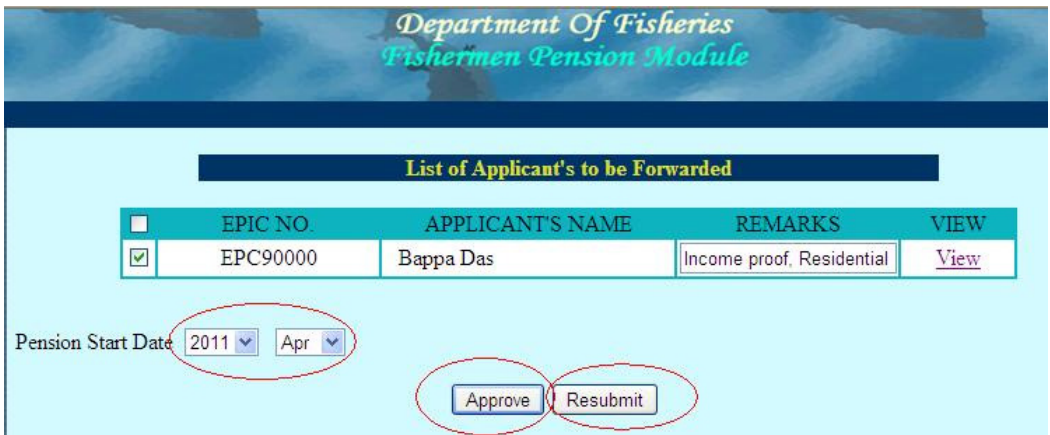 Department Of Fisheries
Fishermen Pension Module
List of Applicant's to be Forwarded
EPIC NO. APPLICANT'S NAME REMARKS VIEW
EPC90000 Bappa Das Income proof, Residential View
Pension Start Date 2011 Apr
Approve Resubmit